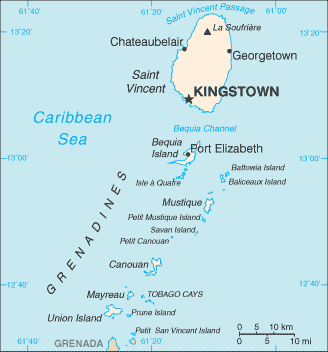 61°40'
61°20'
61°00'
Saint Vincent Passage
13°20'
13°20'
La Soufrière
Chateaubelair
Georgetown
Saint
Vincent
KINGSTOWN
Caribbean
Sea
Bequia Channel
Bequia
Island
Port Elizabeth
13°00'
13°00'
Battowia Island
Baliceaux Island
Isle à Quatre
Mustique
Petit Mustique Island
Savan Island
Petit Canouan
GRENADINES
Canouan
12°40'
12°40'
Mayreau
TOBAGO CAYS
Union Island
Prune Island
Petit San Vincent Island
GRENADA
61°20'
0 5 10 km
0 5 10 mi